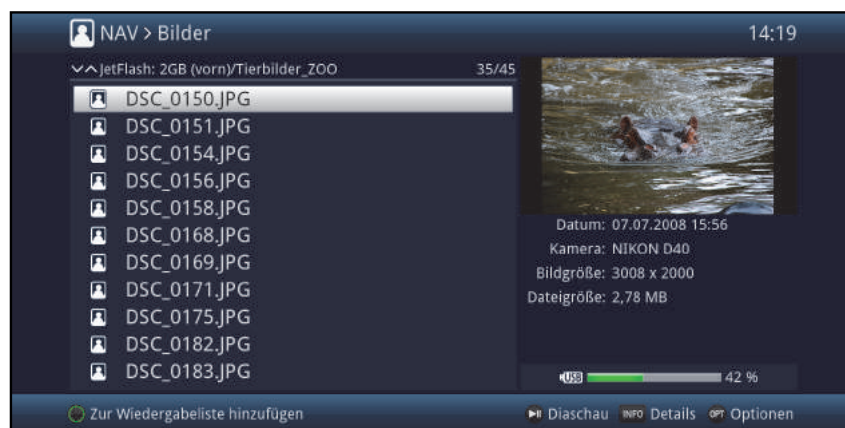 NAV > Bilder 14:19
JetFlash: 2GB (vorn)/Tierbilder_ZOO 35/45
DSC_0150.JPG
DSC_0151.JPG
DSC_0154.JPG
DSC_0156.JPG
DSC_0158.JPG
DSC_0168.JPG
DSC_0169.JPG
DSC_0171.JPG
DSC_0175.JPG
DSC_0182.JPG
DSC_0183.JPG
Datum: 07.07.2008 15:56
Kamera: NIKON D40
Bildgröße: 3008 x 2000
Dateigröße: 2,78 MB
USB 42 %
Zur Wiedergabeliste hinzufügen Diaschau INFO Details OPT Optionen